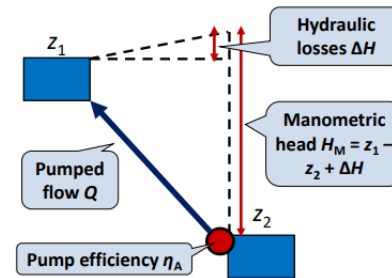 z1
Hydraulic
losses ΔH
Manometric
head HM = z1 –
z2 + ΔH
Pumped
flow Q
z2
Pump efficiency ηA